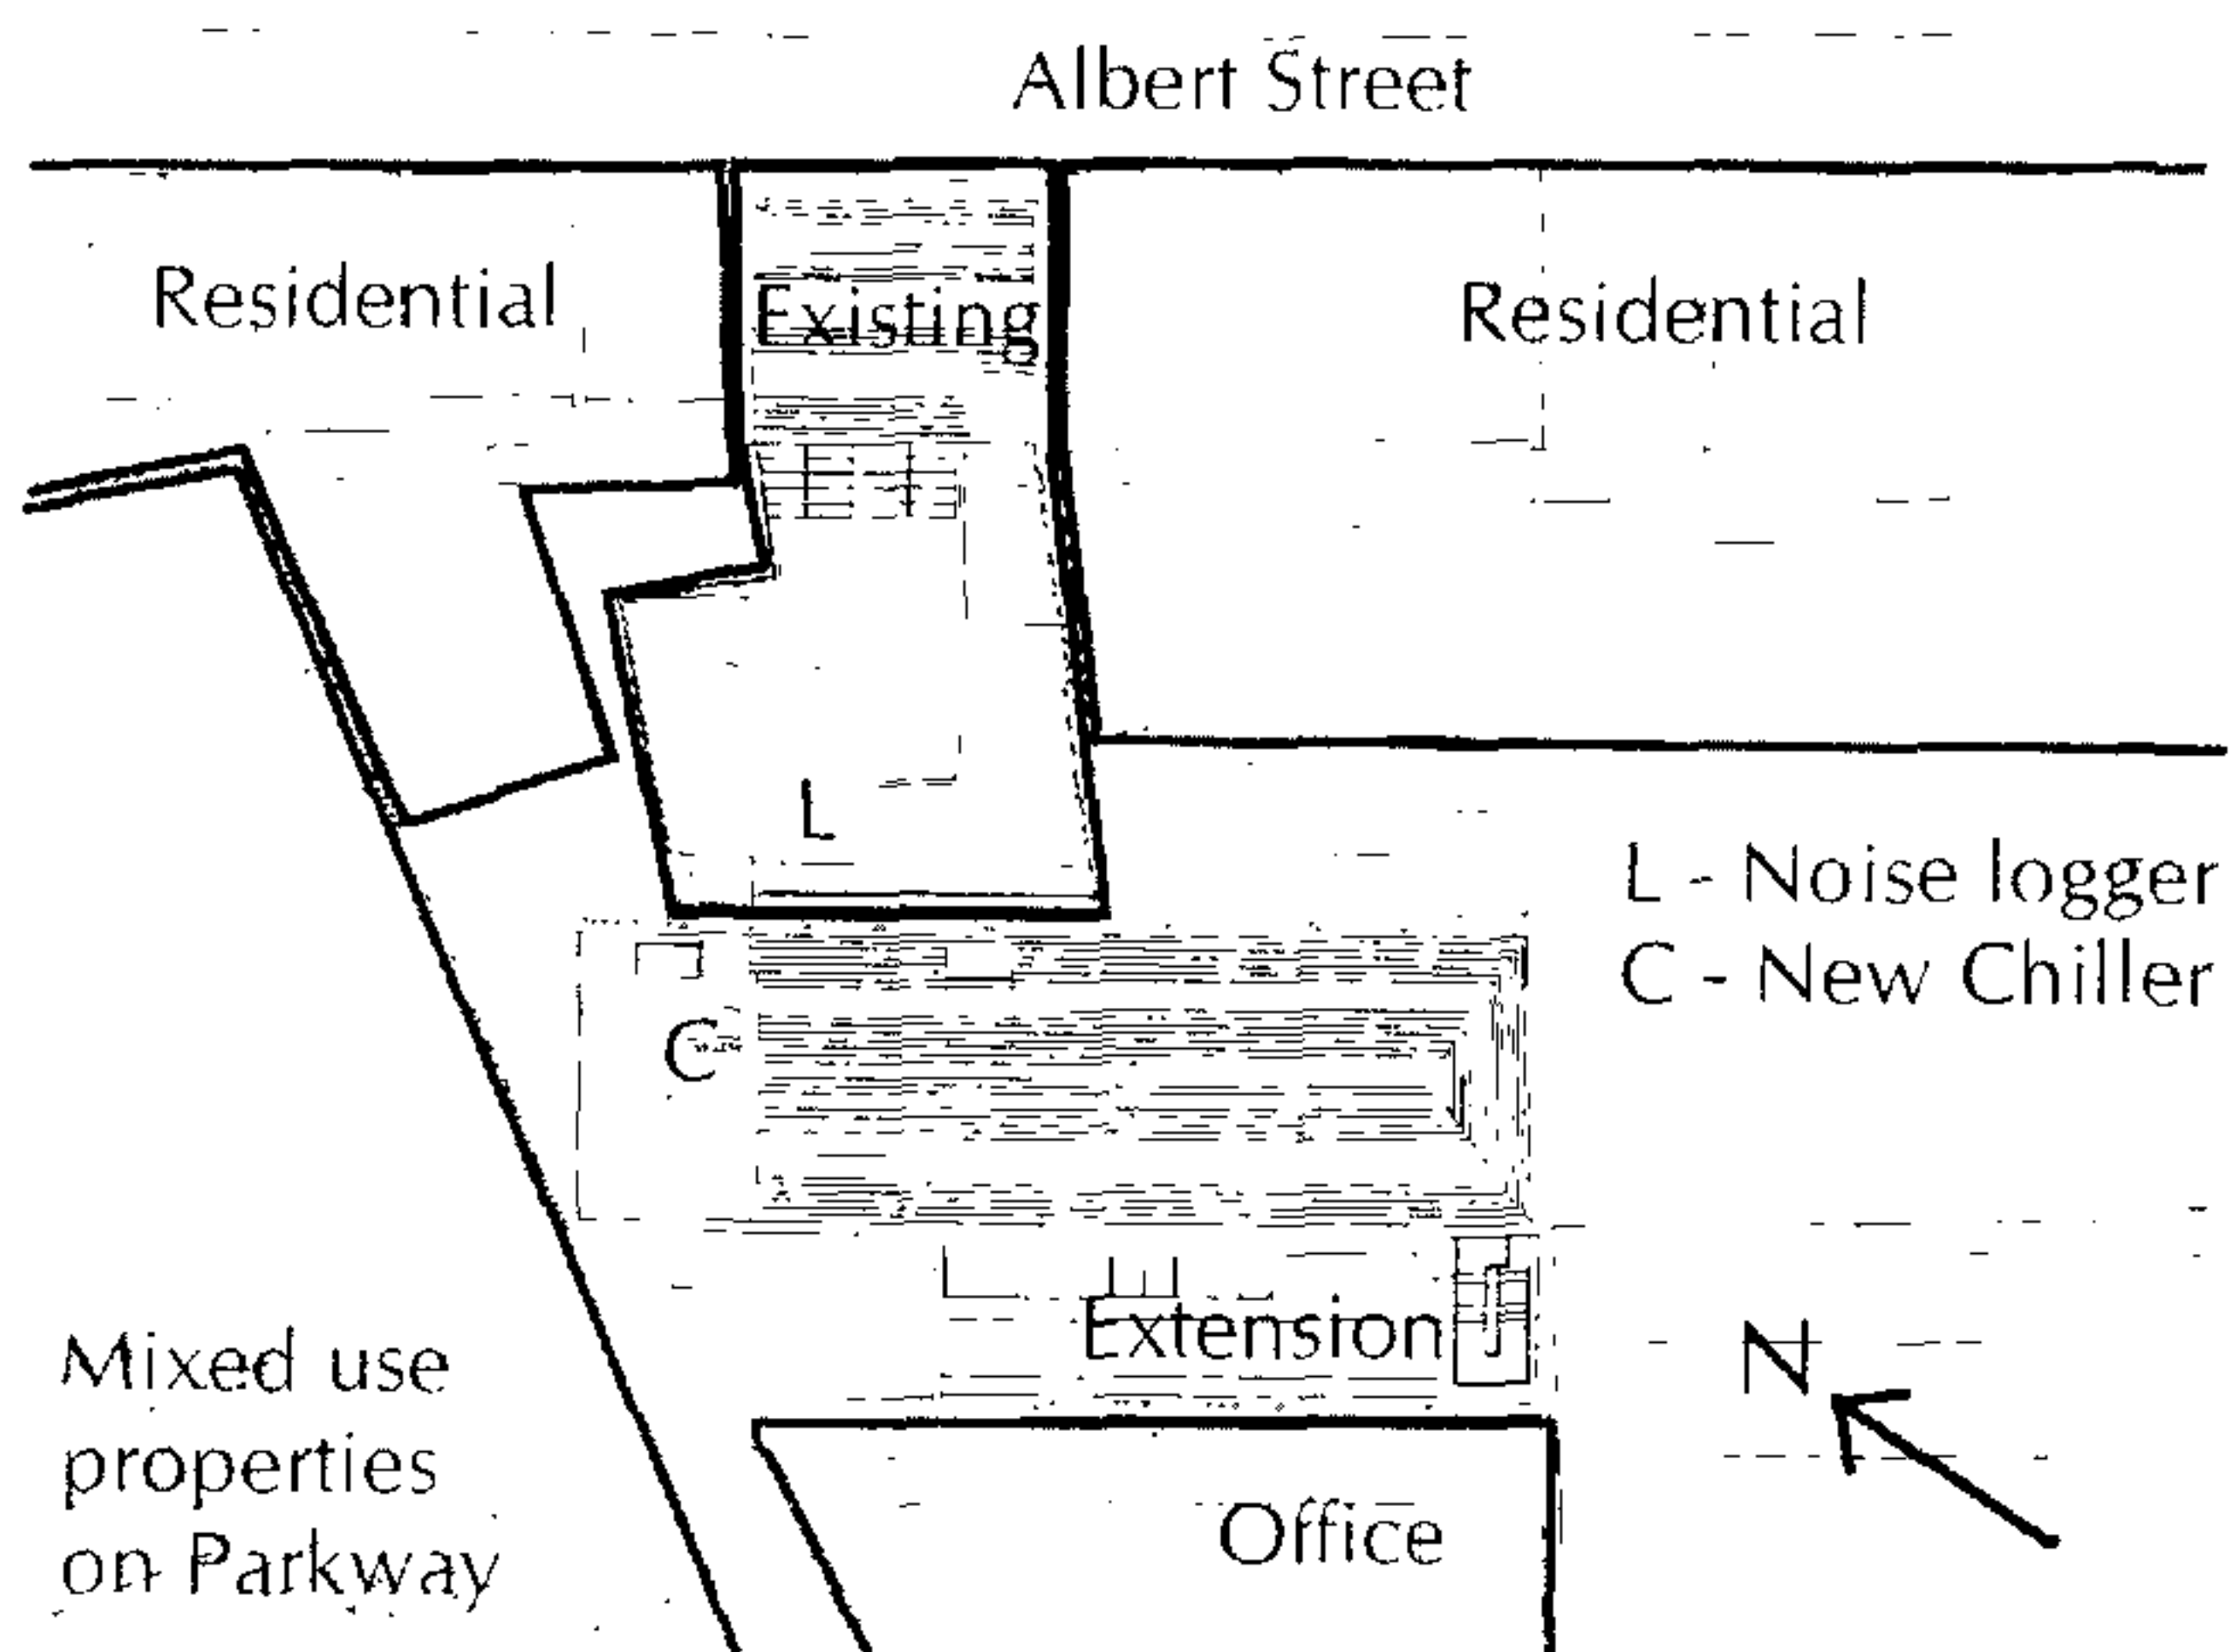 Albert Street
Residential
Existing
Residential
L
L - Noise logger
C - New Chiller
C
Extension
N
Mixed use
properties
on Parkway
Office